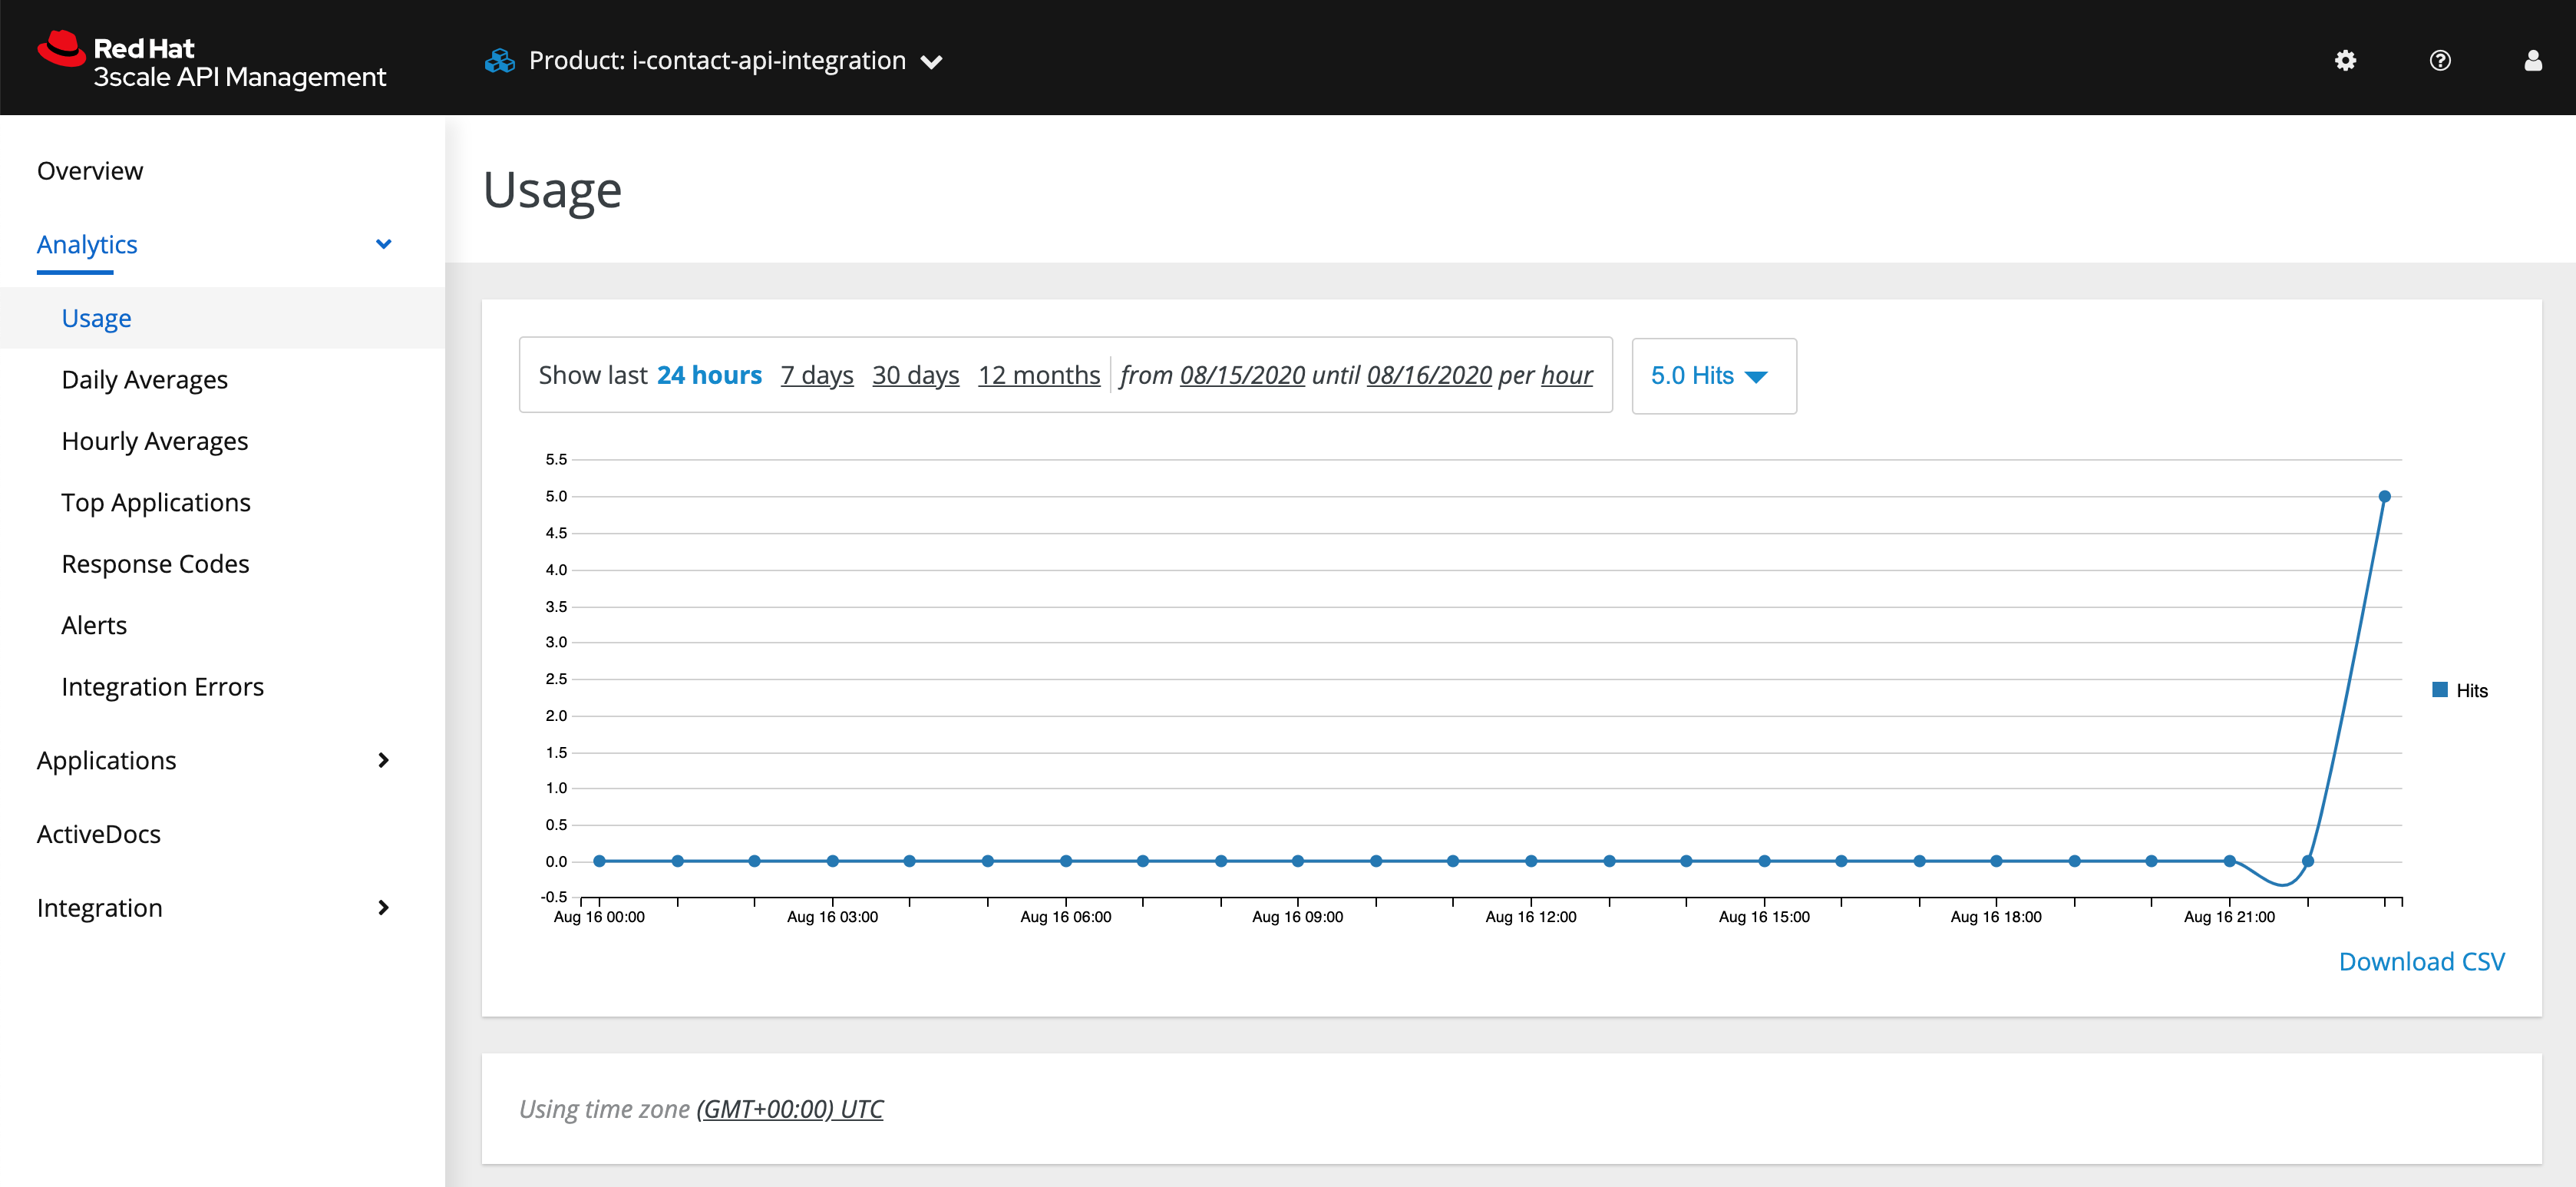 Red Hat
3scale API Management
Product: i-contact-api-integration
Overview
Analytics
Usage
Daily Averages
Hourly Averages
Top Applications
Response Codes
Alerts
Integration Errors
Applications
ActiveDocs
Integration
Usage
Show last 24 hours 7 days 30 days 12 months from 08/15/2020 until 08/16/2020 per hour
5.0 Hits
5.5
5.0
4.5
4.0
3.5
3.0
2.5
2.0
1.5
1.0
0.5
0.0
-0.5
Aug 16 00:00 Aug 16 03:00 Aug 16 06:00 Aug 16 09:00 Aug 16 12:00 Aug 16 15:00 Aug 16 18:00 Aug 16 21:00
Hits
Download CSV
Using time zone (GMT+00:00) UTC